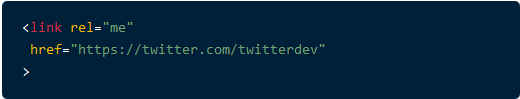 <link rel="me"
href="https://twitter.com/twitterdev"
>